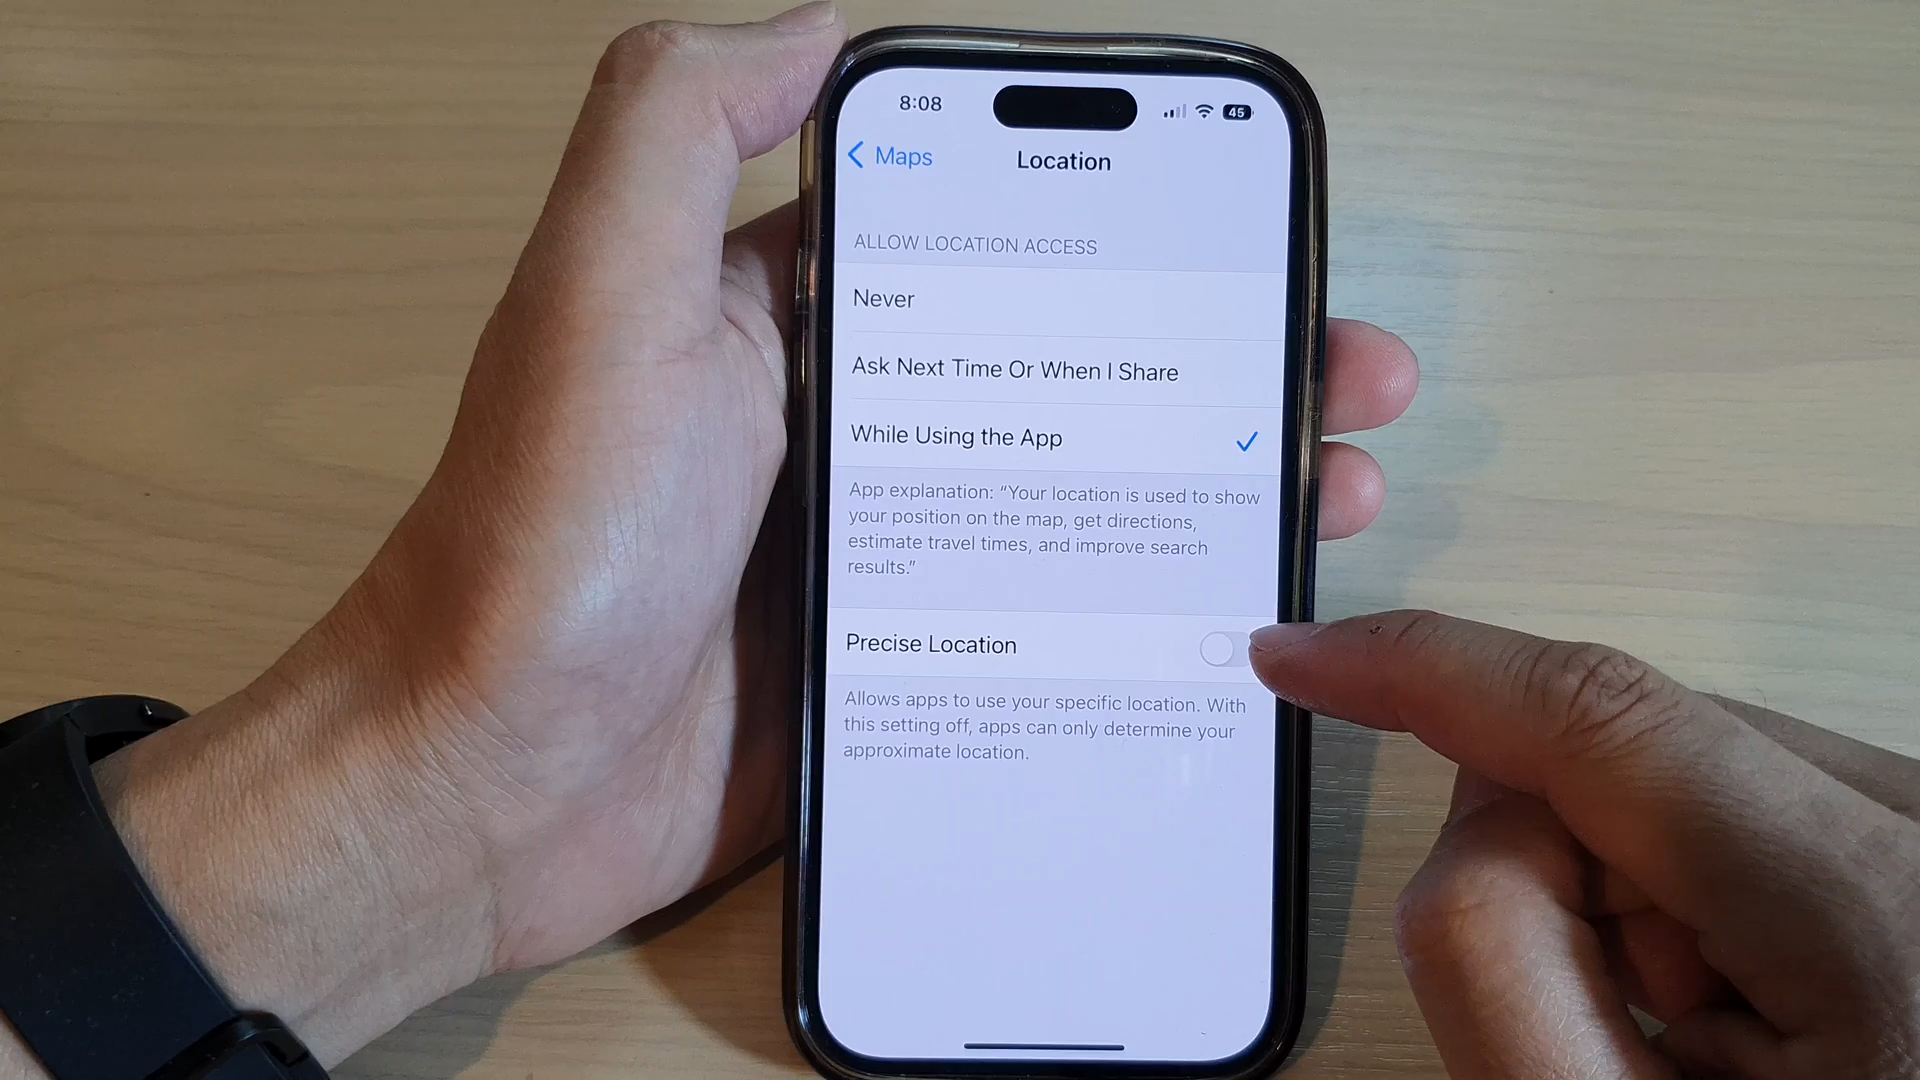 8:08
45
Maps
Location
ALLOW LOCATION ACCESS
Never
Ask Next Time Or When I Share
While Using the App
App explanation: “Your location is used to show
your position on the map, get directions,
estimate travel times, and improve search
results.”
Precise Location
Allows apps to use your specific location. With
this setting off, apps can only determine your
approximate location.